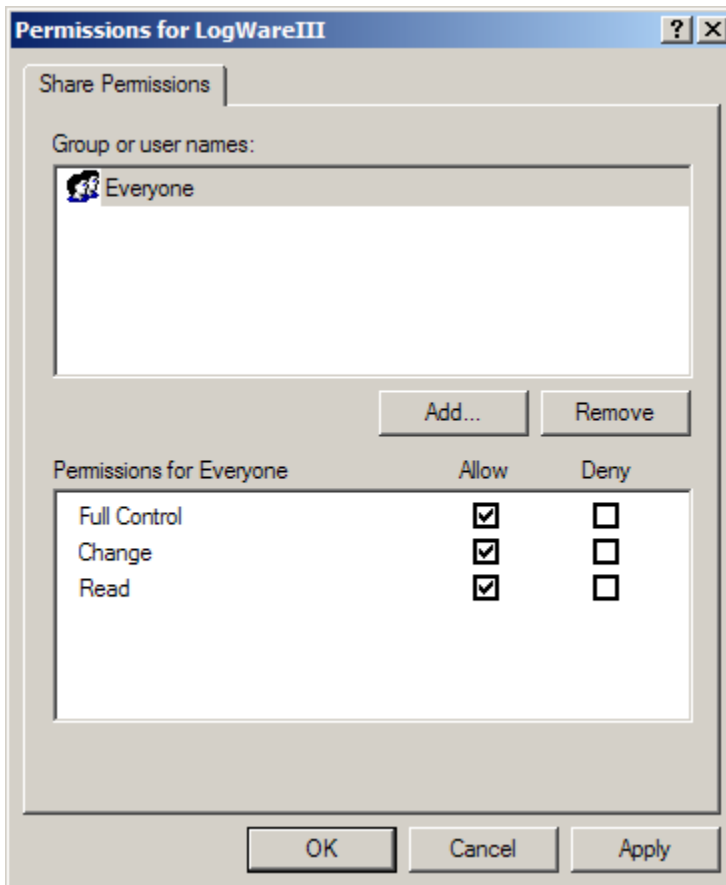 Permissions for LogWareIII
Share Permissions
Group or user names:
Everyone
Add... Remove
Permissions for Everyone Allow Deny
Full Control
Change
Read
OK Cancel Apply